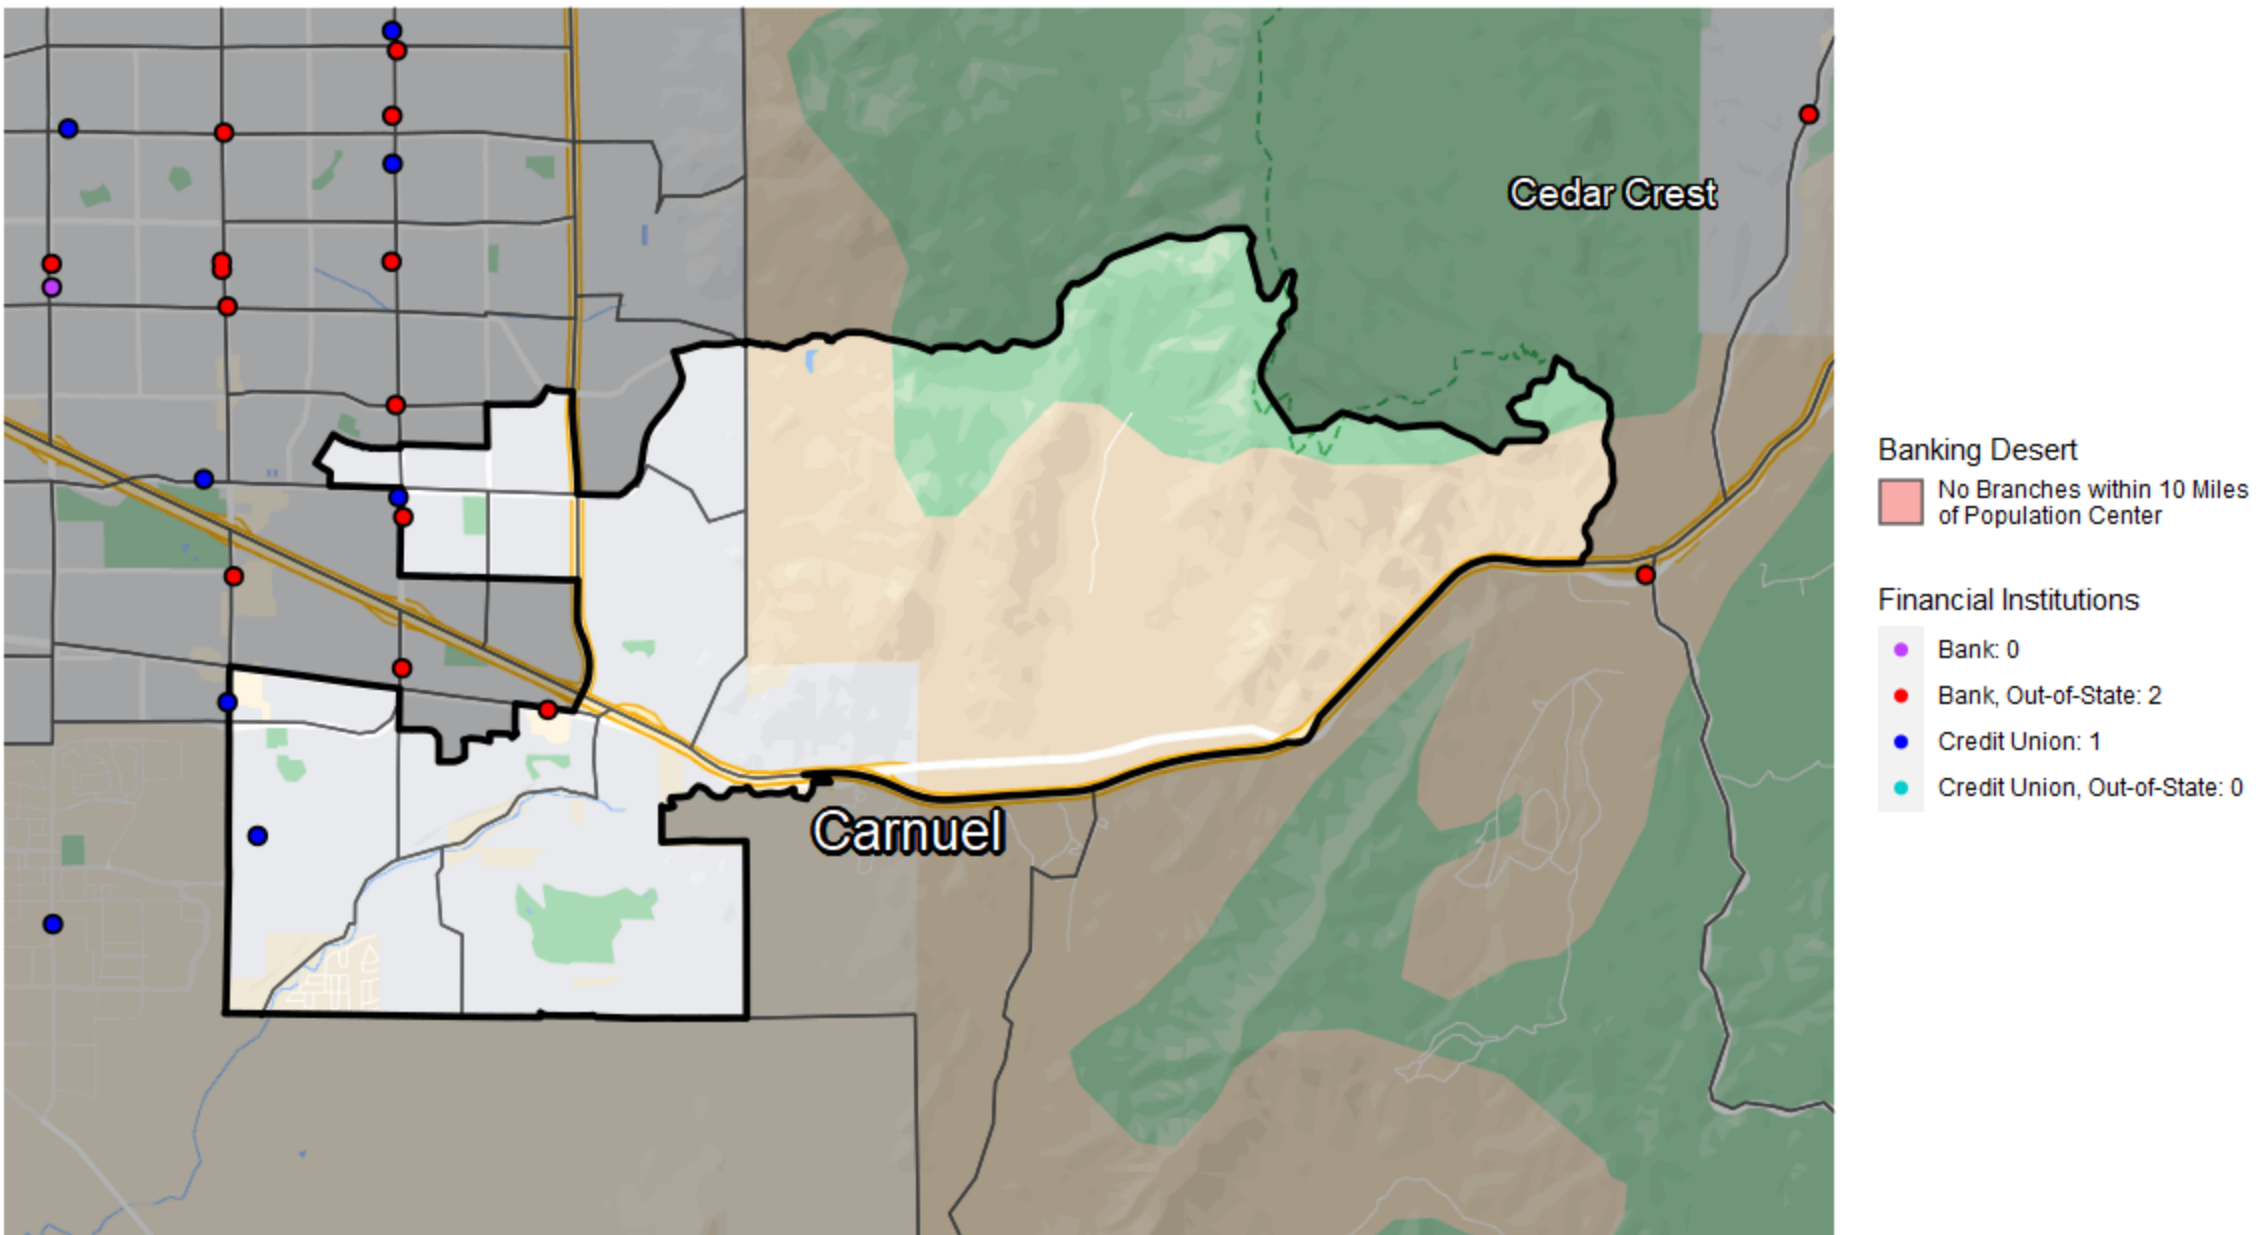 Cedar Crest
Carnuel
Banking Desert
No Branches within 10 Miles
of Population Center
Financial Institutions
Bank: 0
Bank, Out-of-State: 2
Credit Union: 1
Credit Union, Out-of-State: 0